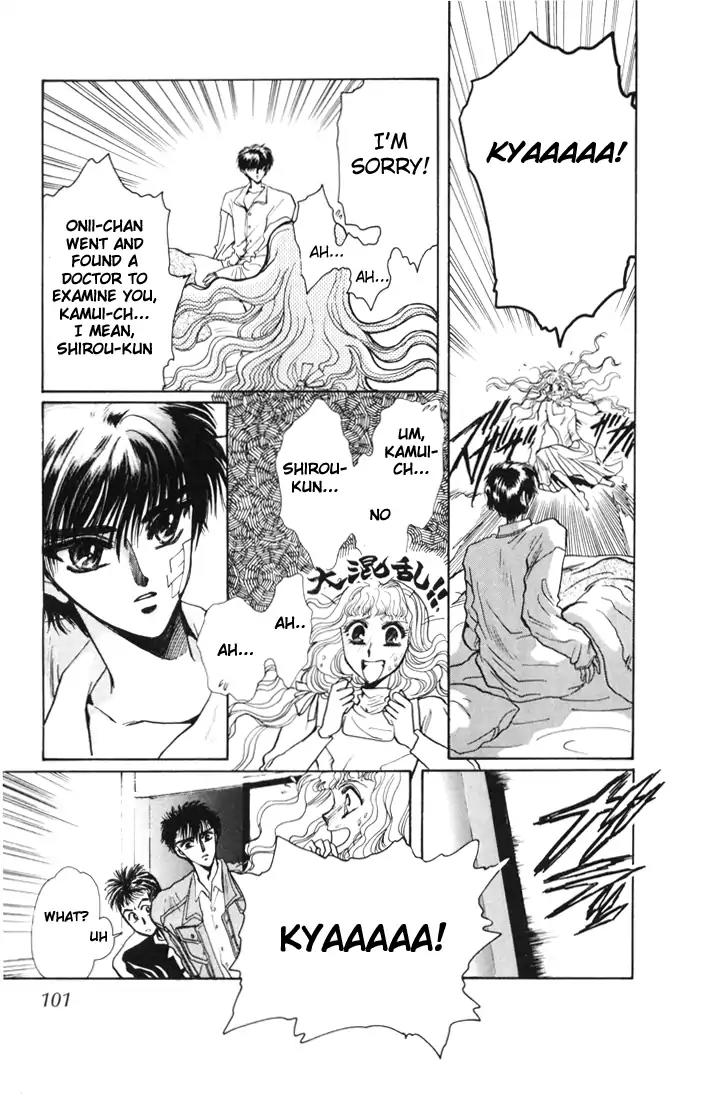 KYAAAAA!
I'M
SORRY!
AH...
AH...
ONII-CHAN
WENT AND
FOUND A
DOCTOR TO
EXAMINE YOU,
KAMUI-CH...
I MEAN,
SHIROU-KUN
UM,
KAMUI-
CH...
SHIROU-
KUN...
NO
大混乱!!
AH..
AH...
KYAAAAA!
WHAT?
UH
101